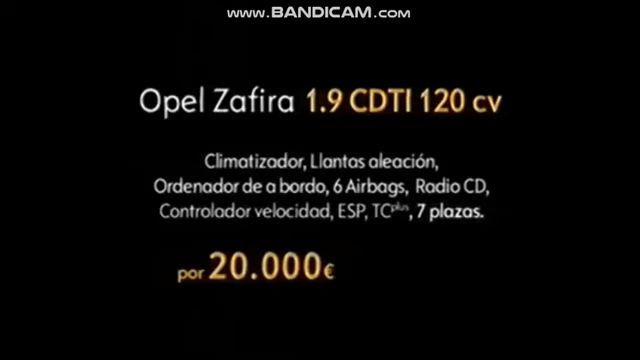 www.BANDICAM.com
Opel Zafira 1.9 CDTI 120 cv
Climatizador, Llantas aleación,
Ordenador de a bordo, 6 Airbags, Radio CD,
Controlador velocidad, ESP, TCplus, 7 plazas.
por 20.000€